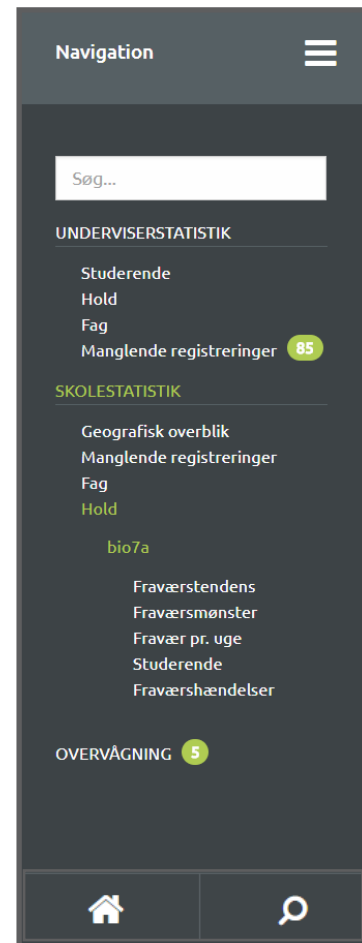 Navigation
Søg...
UNDERVISERSTATISTIK
Studerende
Hold
Fag
Manglende registreringer 85
SKOLESTATISTIK
Geografisk overblik
Manglende registreringer
Fag
Hold
bio7a
Fraværstendens
Fraværsmønster
Fravær pr. uge
Studerende
Fraværshændelser
OVERVÅGNING 5